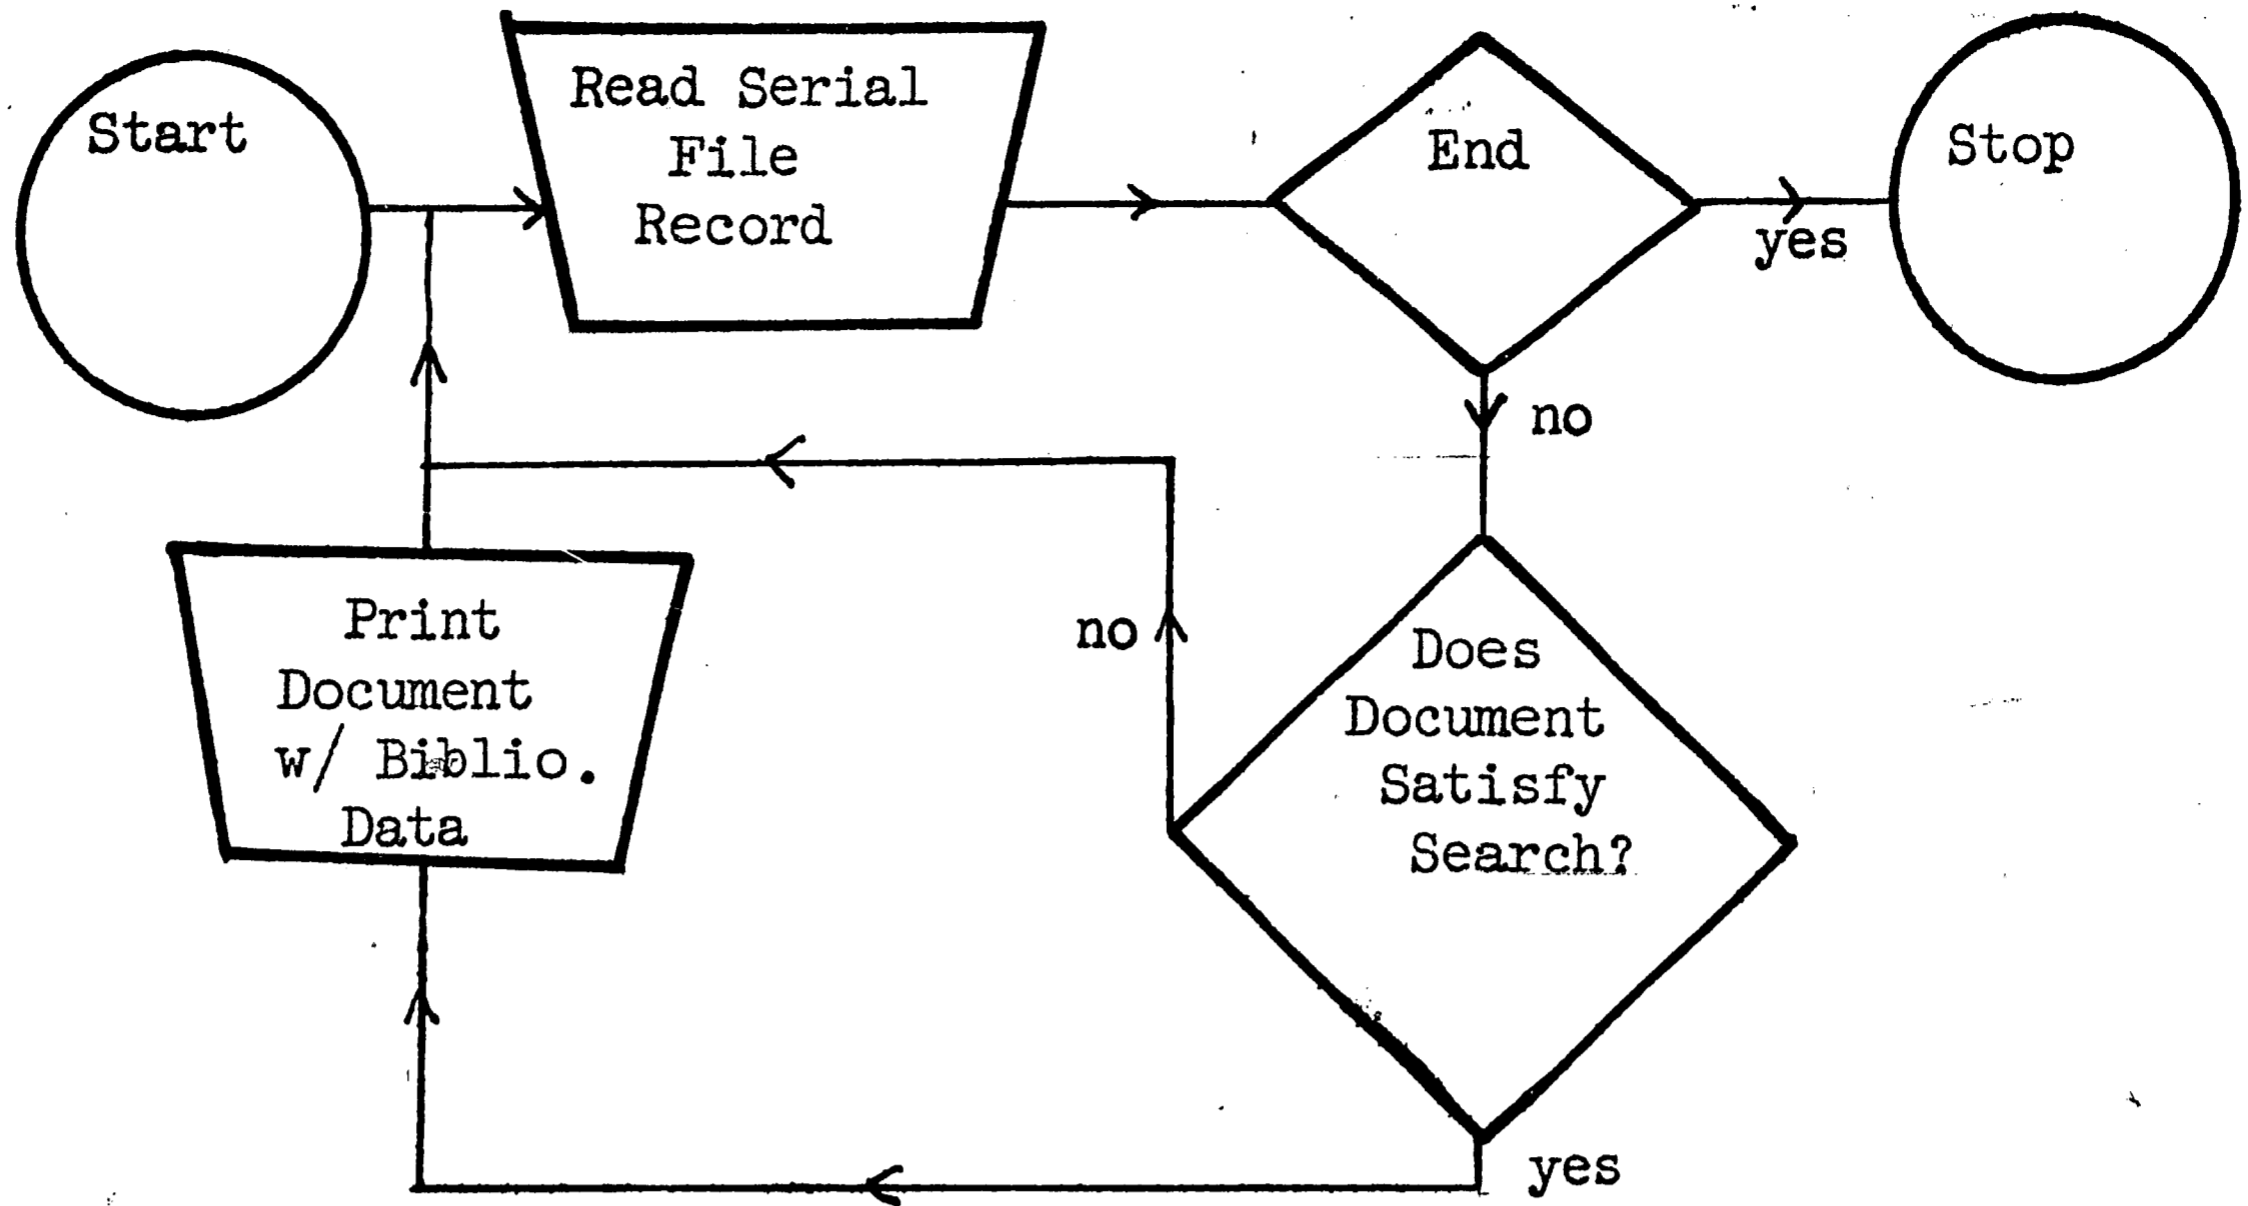 Start
Read Serial
File
Record
End
yes
Stop
no
Does
Document
Satisfy
Search?
no
yes
Print
Document
w/ Biblio.
Data